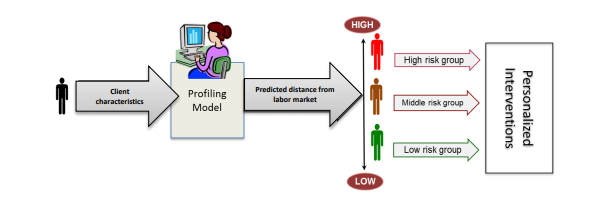 HIGH
Client
characteristics
Profiling
Model
Predicted distance from
labor market
High risk group
Middle risk group
Low risk group
LOW
Personalized
Interventions